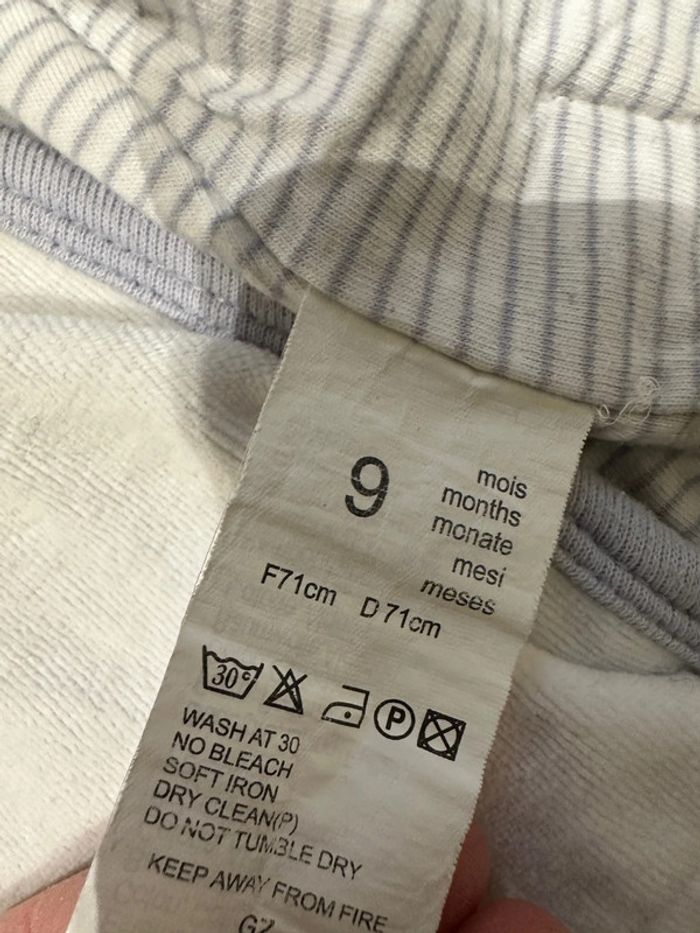 9
mois
months
monate
mesi
meses
F71cm D71cm
30°
P
WASH AT 30
NO BLEACH
SOFT IRON
DRY CLEAN(P)
DO NOT TUMBLE DRY
KEEP AWAY FROM FIRE